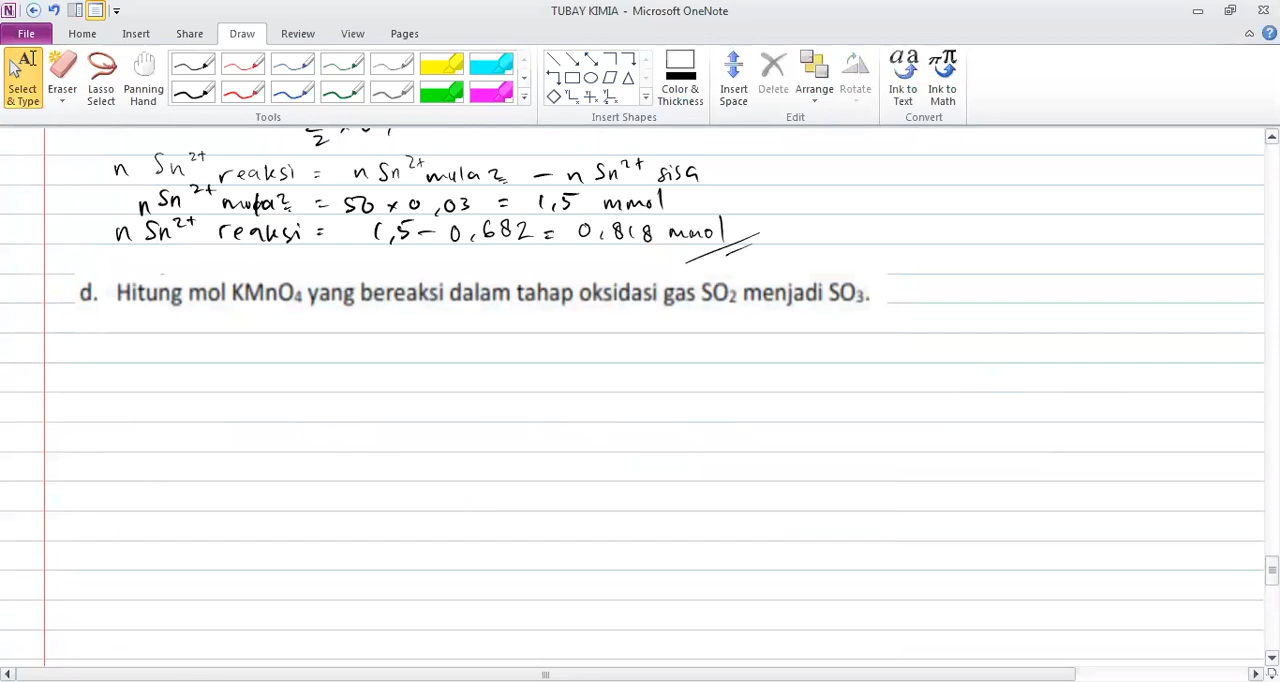 TUBAY KIMIA - Microsoft OneNote
File Home Insert Share Draw Review View Pages
Select & Type
Eraser
Lasso Select
Panning Hand
Color & Thickness
Insert Space
Delete
Arrange
Rotate
Ink to Text
Ink to Math
Tools Insert Shapes Edit Convert
n Sn²⁺ reaksi = n Sn²⁺ mula2 - n Sn²⁺ sisa
n Sn²⁺ mula2 = 50 x 0,03 = 1,5 mmol
n Sn²⁺ reaksi = 1,5 - 0,682 = 0,818 mmol
d. Hitung mol KMnO₄ yang bereaksi dalam tahap oksidasi gas SO₂ menjadi SO₃.